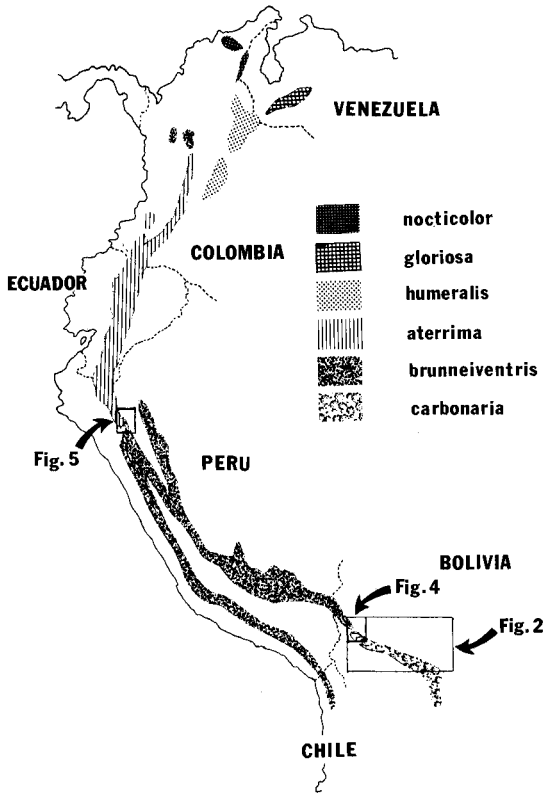 VENEZUELA
nocticolor
COLOMBIA
gloriosa
ECUADOR
humeralis
aterrima
brunneiventris
carbonaria
Fig. 5
PERU
BOLIVIA
Fig. 4
Fig. 2
CHILE